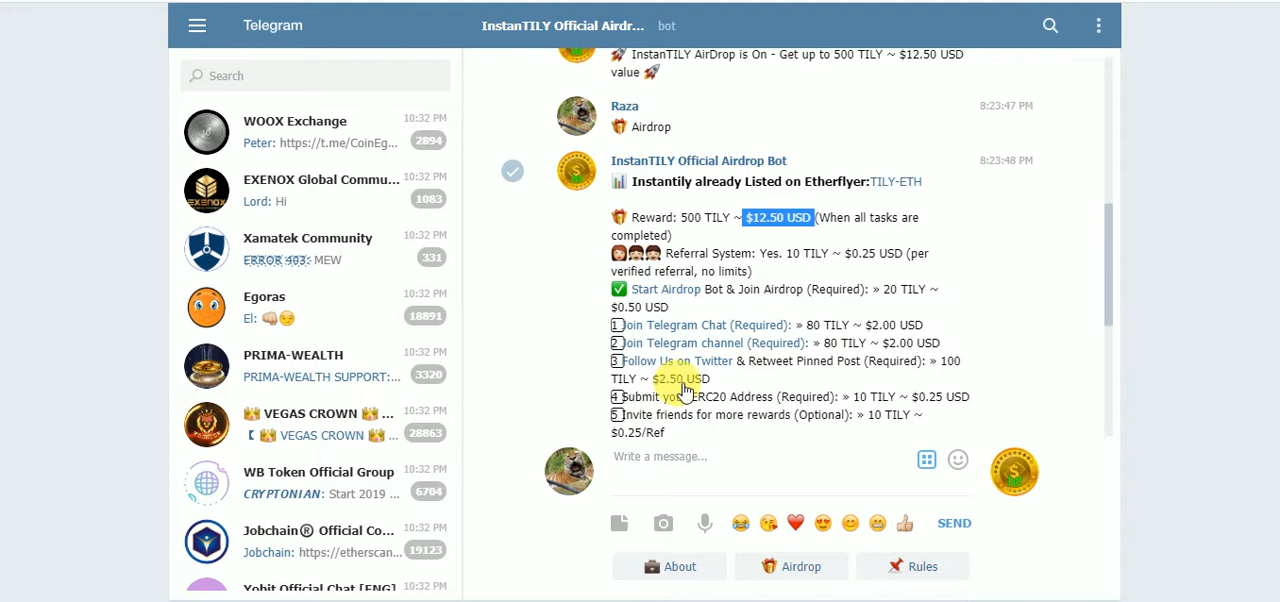 Telegram
InstanTILY Official Airdr... bot
Search
WOOX Exchange 10:32 PM
Peter: https://t.me/CoinEg... 2894
EXENOX Global Commu... 10:32 PM
Lord: Hi 1083
Xamatek Community 10:32 PM
ERROR 403: MEW 331
Egoras 10:32 PM
El: 👊🏻😏 18891
PRIMA-WEALTH 10:32 PM
PRIMA-WEALTH SUPPORT:... 3320
👑 VEGAS CROWN 👑 ... 10:32 PM
【 👑 VEGAS CROWN 👑 ... 28863
WB Token Official Group 10:32 PM
CRYPTONIAN: Start 2019 ... 6704
Jobchain® Official Co... 10:32 PM
Jobchain: https://etherscan... 19123
Yobit Official Chat [ENG] 10:32 PM
🚀 InstanTILY AirDrop is On - Get up to 500 TILY ~ $12.50 USD
value 🚀
Raza 8:23:47 PM
🎁 Airdrop
InstanTILY Official Airdrop Bot 8:23:48 PM
📊 Instantily already Listed on Etherflyer:TILY-ETH
🎁 Reward: 500 TILY ~ $12.50 USD (When all tasks are
completed)
👩🏻👧🏻👧🏻 Referral System: Yes. 10 TILY ~ $0.25 USD (per
verified referral, no limits)
✅ Start Airdrop Bot & Join Airdrop (Required): » 20 TILY ~
$0.50 USD
1 Join Telegram Chat (Required): » 80 TILY ~ $2.00 USD
2 Join Telegram channel (Required): » 80 TILY ~ $2.00 USD
3 Follow Us on Twitter & Retweet Pinned Post (Required): » 100
TILY ~ $2.50 USD
4 Submit your ERC20 Address (Required): » 10 TILY ~ $0.25 USD
5 Invite friends for more rewards (Optional): » 10 TILY ~
$0.25/Ref
Write a message...
😂 😘 ❤️ 😍 😊 😁 👍🏻 SEND
💼 About 🎁 Airdrop 📌 Rules